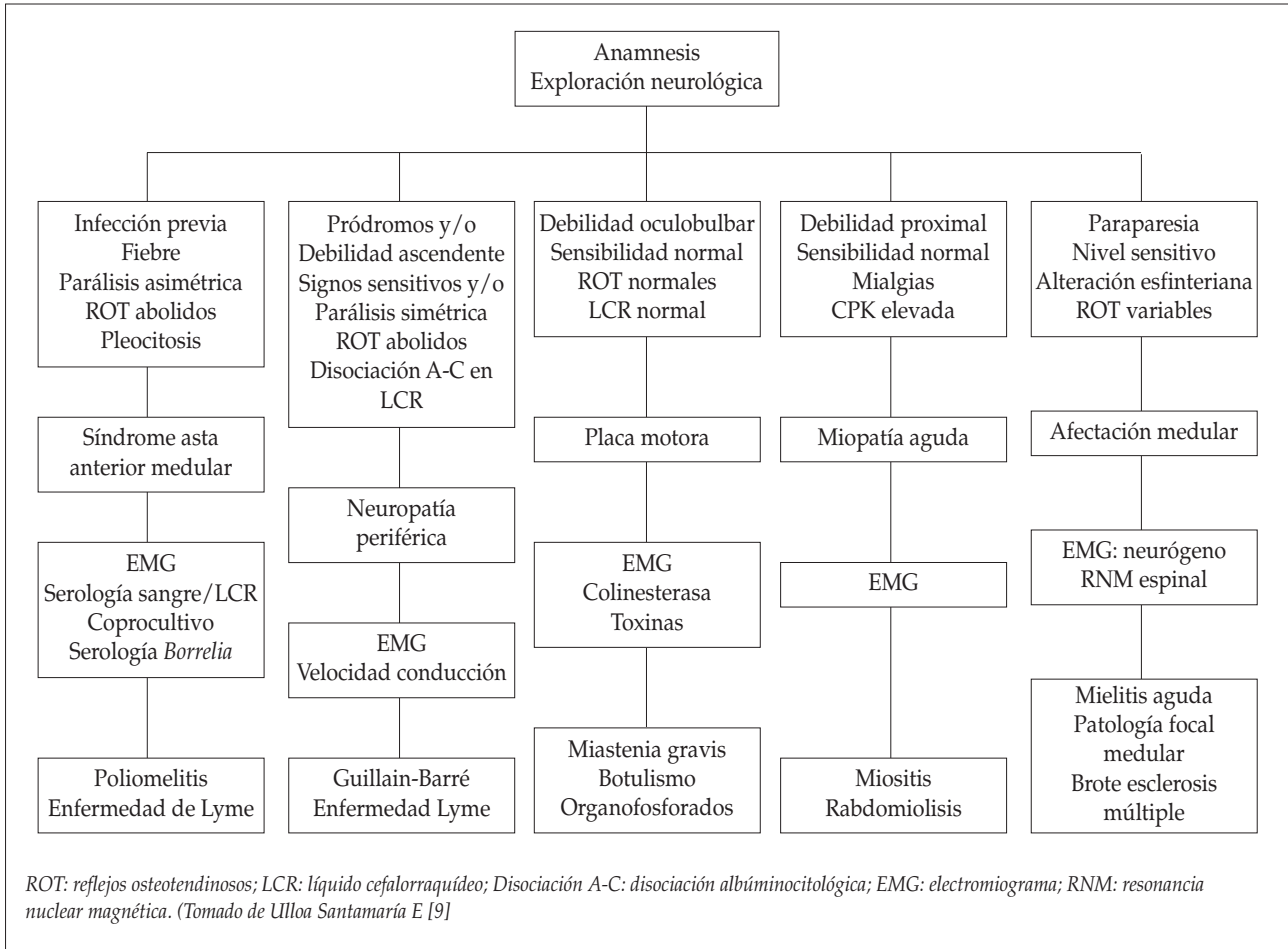 Anamnesis
Exploración neurológica
Infección previa
Fiebre
Parálisis asimétrica
ROT abolidos
Pleocitosis
Síndrome asta
anterior medular
EMG
Serología sangre/LCR
Coprocultivo
Serología Borrelia
Poliomelitis
Enfermedad de Lyme
Pródromos y/o
Debilidad ascendente
Signos sensitivos y/o
Parálisis simétrica
ROT abolidos
Disociación A-C en
LCR
Neuropatía
periférica
EMG
Velocidad conducción
Guillain-Barré
Enfermedad Lyme
Debilidad oculobulbar
Sensibilidad normal
ROT normales
LCR normal
Placa motora
EMG
Colinesterasa
Toxinas
Miastenia gravis
Botulismo
Organofosforados
Debilidad proximal
Sensibilidad normal
Mialgias
CPK elevada
Miopatía aguda
EMG
Miositis
Rabdomiolisis
Paraparesia
Nivel sensitivo
Alteración esfinteriana
ROT variables
Afectación medular
EMG: neurógeno
RNM espinal
Mielitis aguda
Patología focal
medular
Brote esclerosis
múltiple
ROT: reflejos osteotendinosos; LCR: líquido cefalorraquídeo; Disociación A-C: disociación albúminocitológica; EMG: electromiograma; RNM: resonancia
nuclear magnética. (Tomado de Ulloa Santamaría E [9]